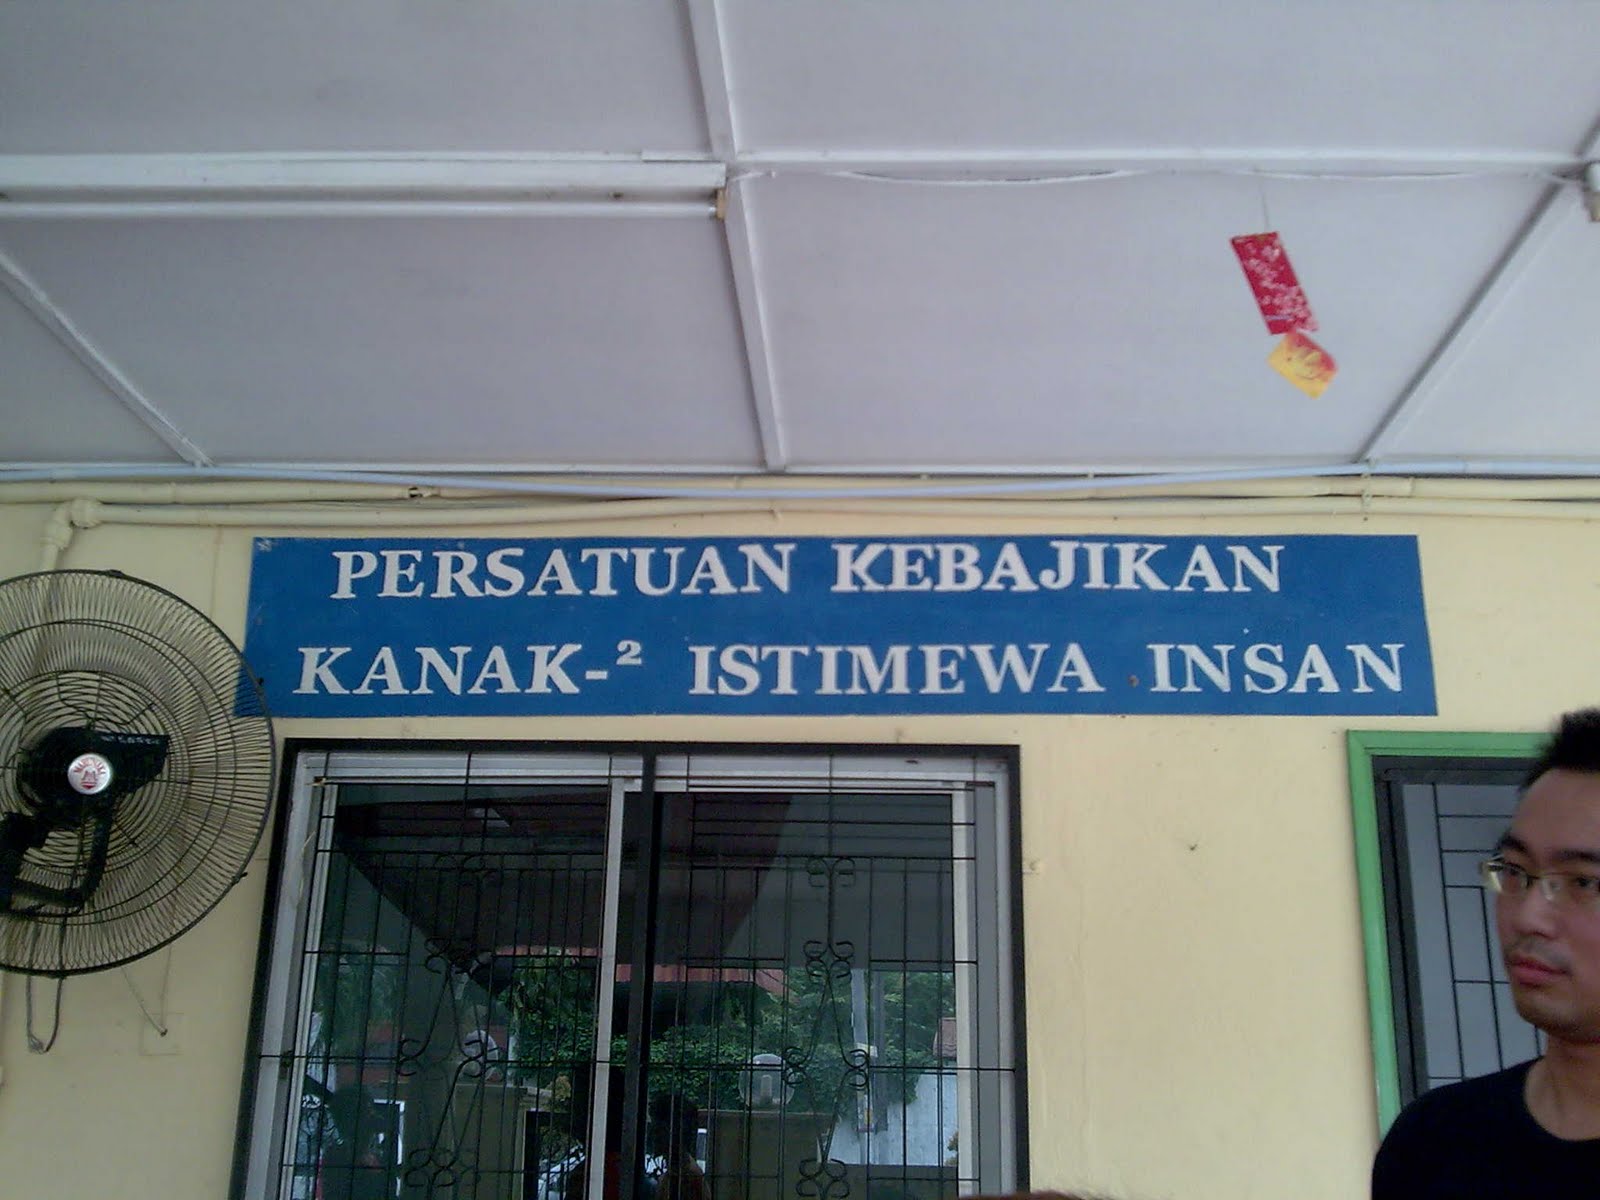 PERSATUAN KEBAJIKAN
KANAK-² ISTIMEWA INSAN